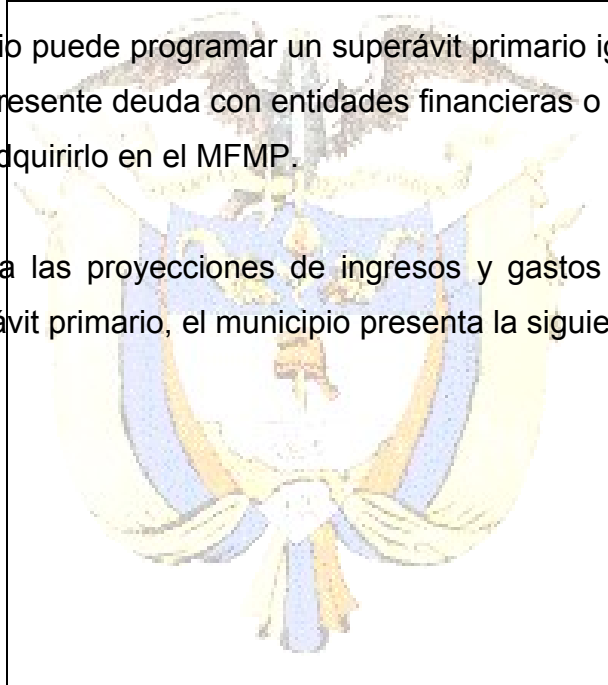 io puede programar un superávit primario ig
resente deuda con entidades financieras o
dquirirlo en el MFMP.
a las proyecciones de ingresos y gastos
vit primario, el municipio presenta la siguie